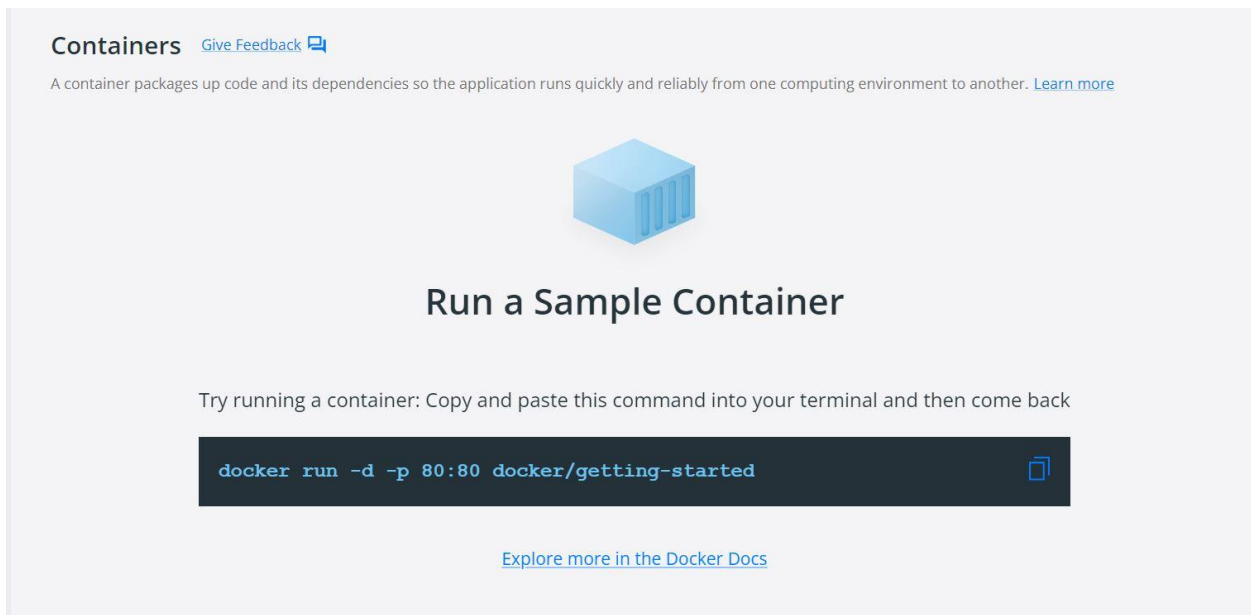 Containers Give Feedback
A container packages up code and its dependencies so the application runs quickly and reliably from one computing environment to another. Learn more
Run a Sample Container
Try running a container: Copy and paste this command into your terminal and then come back
docker run -d -p 80:80 docker/getting-started
Explore more in the Docker Docs